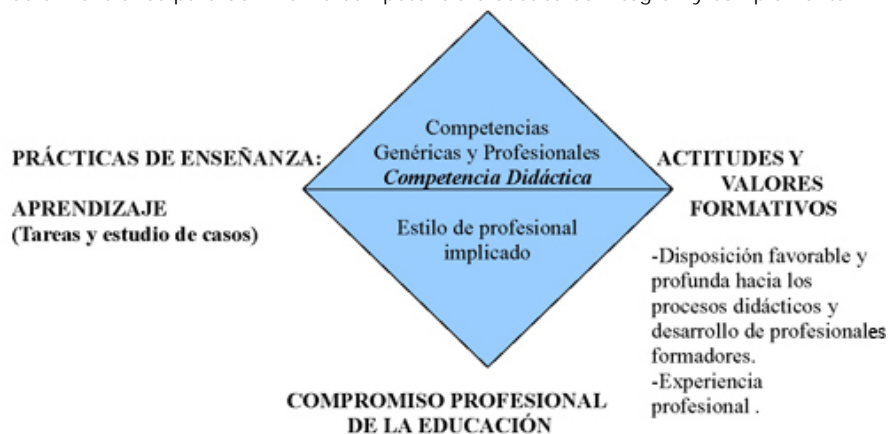 Competencias
Genéricas y Profesionales
Competencia Didáctica
Estilo de profesional
implicado
PRÁCTICAS DE ENSEÑANZA:
APRENDIZAJE
(Tareas y estudio de casos)
ACTITUDES Y
VALORES
FORMATIVOS
-Disposición favorable y
profunda hacia los
procesos didácticos y
desarrollo de profesionales
formadores.
-Experiencia
profesional .
COMPROMISO PROFESIONAL
DE LA EDUCACIÓN